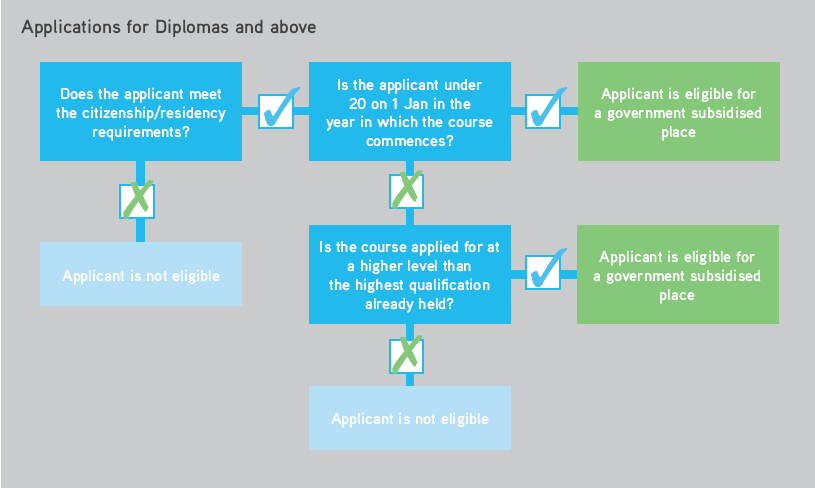 Applications for Diplomas and above
Does the applicant meet
the citizenship/residency
requirements?
Is the applicant under
20 on 1 Jan in the
year in which the course
commences?
Applicant is eligible for
a government subsidised
place
Applicant is not eligible
Is the course applied for at
a higher level than
the highest qualification
already held?
Applicant is eligible for
a government subsidised
place
Applicant is not eligible